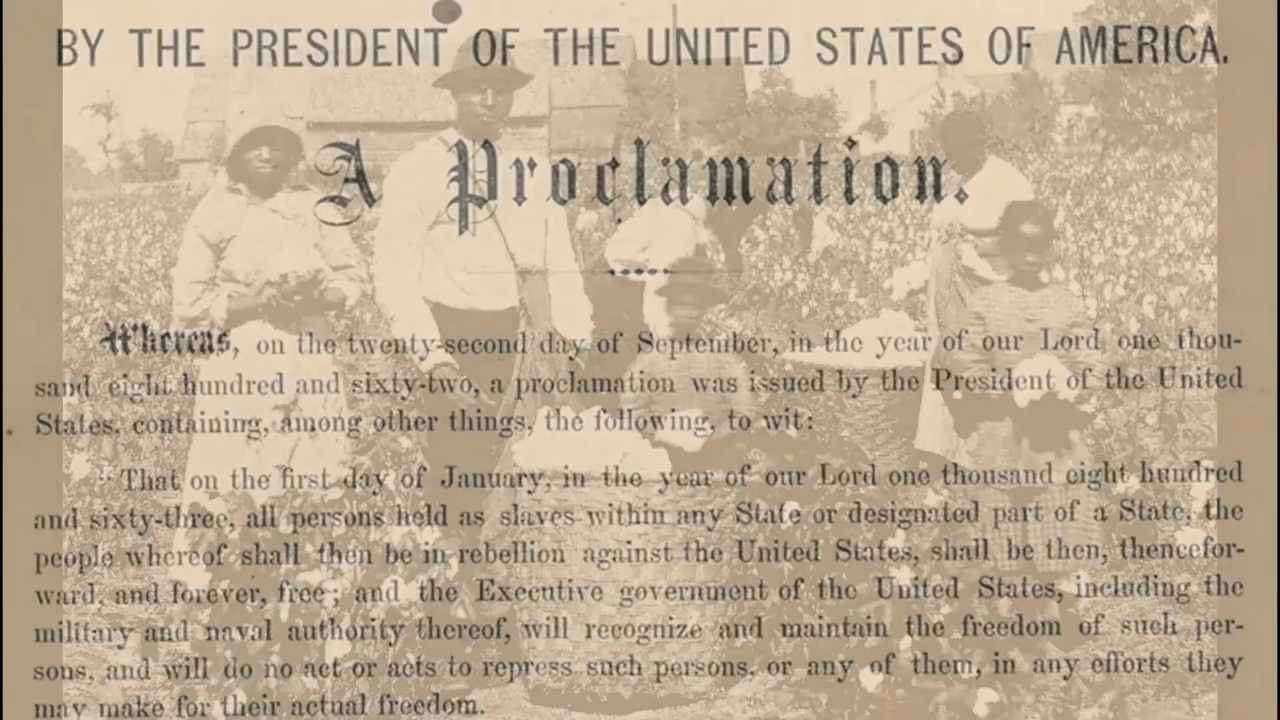 BY THE PRESIDENT OF THE UNITED STATES OF AMERICA.
A Proclamation.
Whereas, on the twenty-second day of September, in the year of our Lord one thou-
sand eight hundred and sixty-two, a proclamation was issued by the President of the United
States, containing, among other things, the following, to wit:
"That on the first day of January, in the year of our Lord one thousand eight hundred
and sixty-three, all persons held as slaves within any State or designated part of a State, the
people whereof shall then be in rebellion against the United States, shall be then, thencefor-
ward, and forever, free; and the Executive government of the United States, including the
military and naval authority thereof, will recognize and maintain the freedom of such per-
sons, and will do no act or acts to repress such persons, or any of them, in any efforts they
may make for their actual freedom.